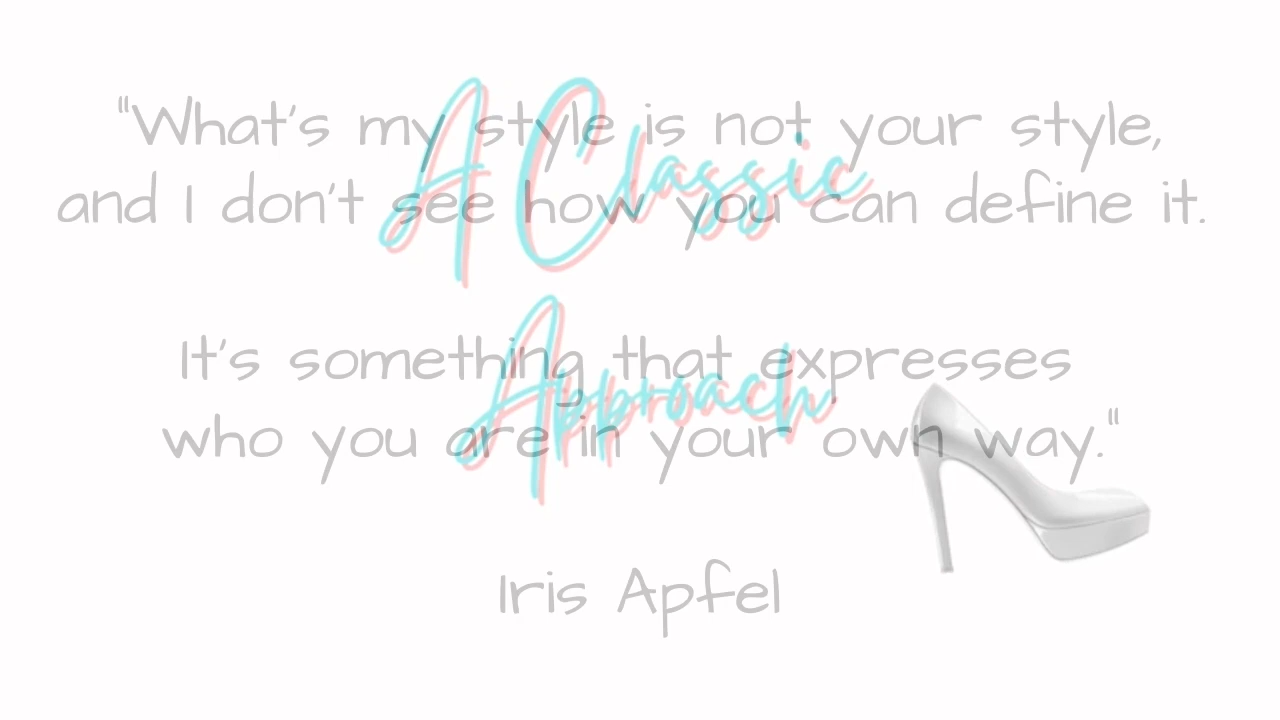 "What's my style is not your style,
and I don't see how you can define it.
It's something that expresses
who you are in your own way."
Iris Apfel
A Classic
Approach